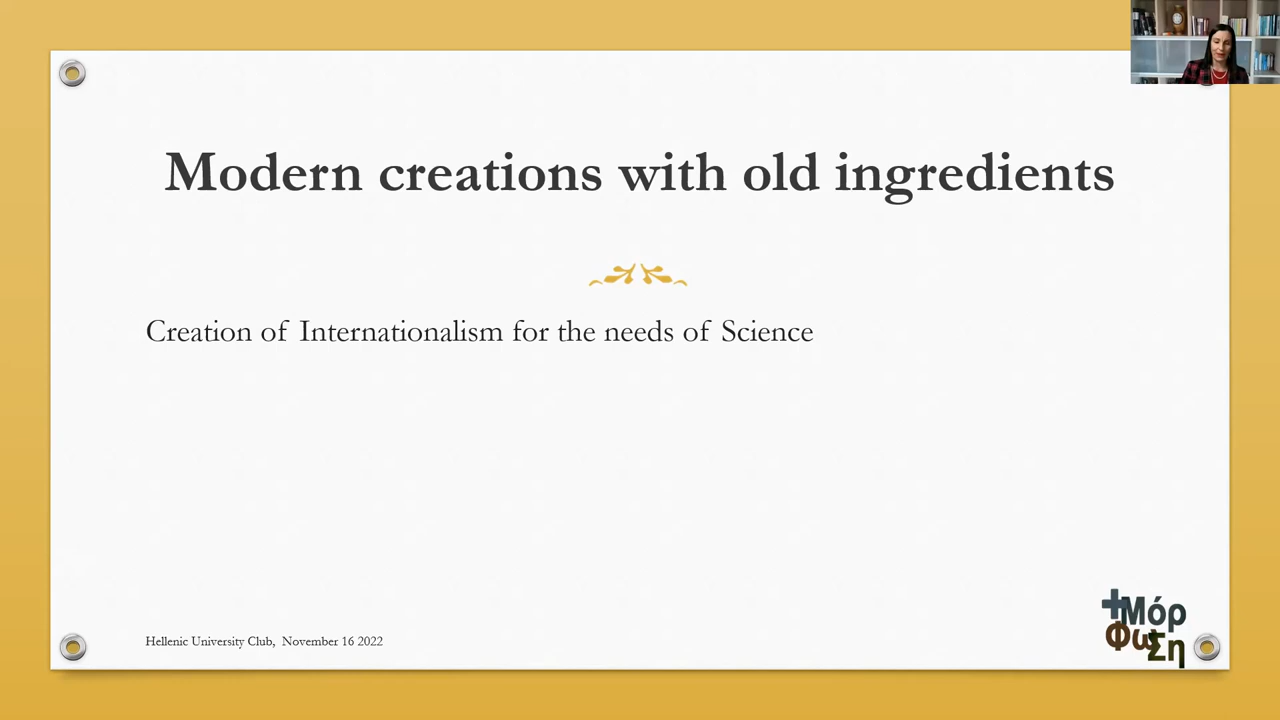 Modern creations with old ingredients
Creation of Internationalism for the needs of Science
Hellenic University Club, November 16 2022
+Μόρ
Φω
Ση